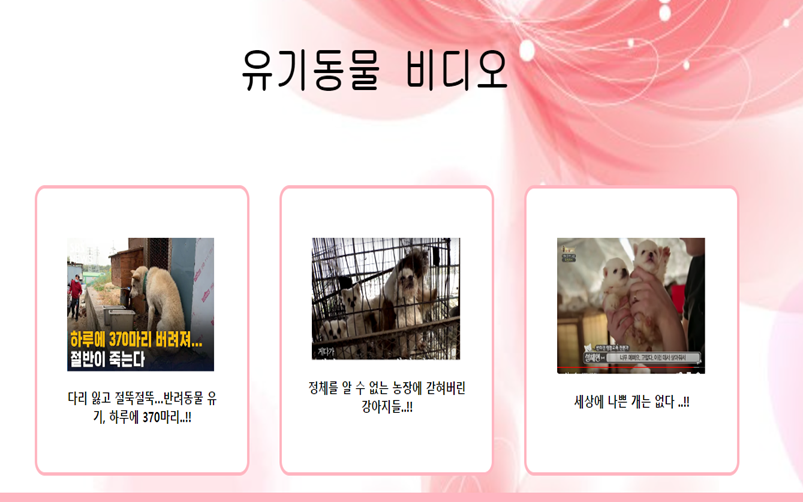 유기동물 비디오
하루에 370마리 버려져...
절반이 죽는다
다리 잃고 절뚝절뚝...반려동물 유
기, 하루에 370마리..!!
게다가
정체를 알 수 없는 농장에 갇혀버린
강아지들..!!
세상에 나쁜 개는 없다 ..!!